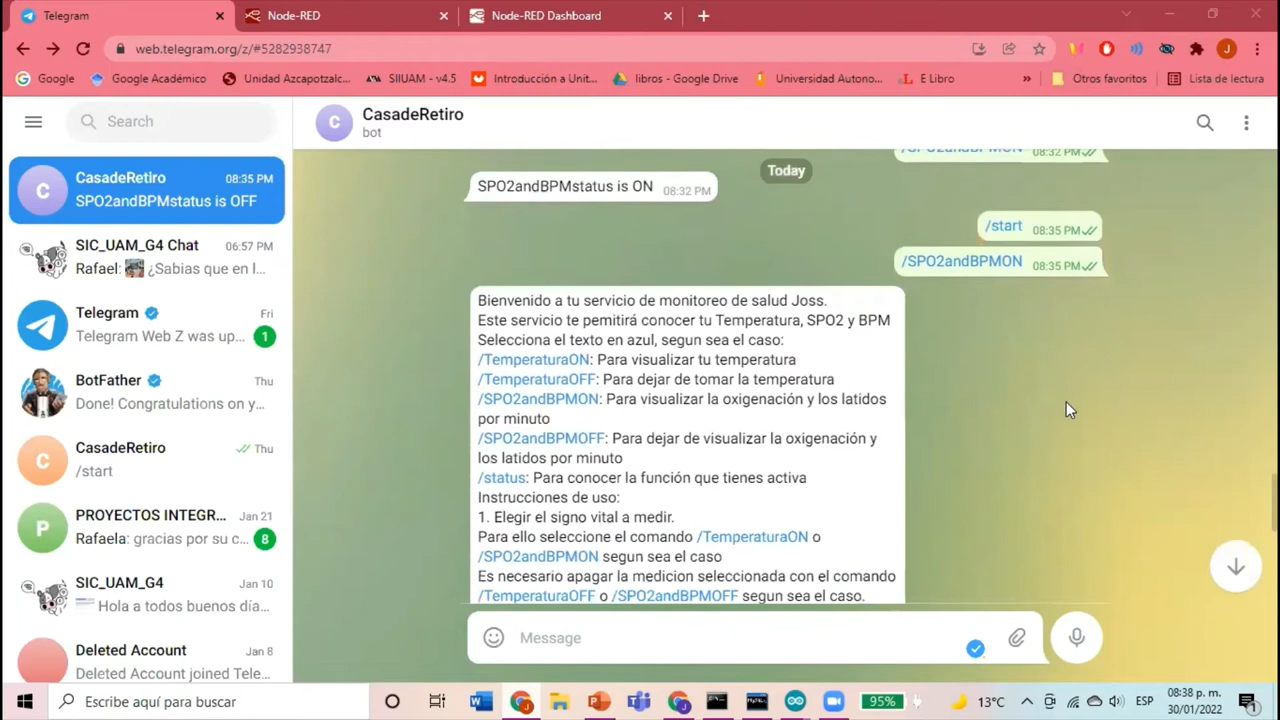 Telegram
Node-RED
Node-RED Dashboard
web.telegram.org/z/#5282938747
J
Google
Google Académico
Unidad Azcapotzalc...
SIIUAM - v4.5
Introducción a Unit...
libros - Google Drive
Universidad Autono...
E Libro
»
Otros favoritos
Lista de lectura
Search
C
CasadeRetiro
bot
C
CasadeRetiro 08:35 PM
SPO2andBPMstatus is OFF
SIC_UAM_G4 Chat 06:57 PM
Rafael: ¿Sabias que en l...
Telegram Fri
Telegram Web Z was up... 1
BotFather Thu
Done! Congratulations on y...
C
CasadeRetiro Thu
/start
P
PROYECTOS INTEGR... Jan 21
Rafaela: gracias por su c... 8
SIC_UAM_G4 Jan 10
Hola a todos buenos día...
Deleted Account Jan 8
Deleted Account joined Tele...
/SPO2andBPMON 08:32 PM
Today
SPO2andBPMstatus is ON 08:32 PM
/start 08:35 PM
/SPO2andBPMON 08:35 PM
Bienvenido a tu servicio de monitoreo de salud Joss.
Este servicio te pemitirá conocer tu Temperatura, SPO2 y BPM
Selecciona el texto en azul, segun sea el caso:
/TemperaturaON: Para visualizar tu temperatura
/TemperaturaOFF: Para dejar de tomar la temperatura
/SPO2andBPMON: Para visualizar la oxigenación y los latidos
por minuto
/SPO2andBPMOFF: Para dejar de visualizar la oxigenación y
los latidos por minuto
/status: Para conocer la función que tienes activa
Instrucciones de uso:
1. Elegir el signo vital a medir.
Para ello seleccione el comando /TemperaturaON o
/SPO2andBPMON segun sea el caso
Es necesario apagar la medicion seleccionada con el comando
/TemperaturaOFF o /SPO2andBPMOFF segun sea el caso.
Message
Escribe aquí para buscar
95%
13°C
ESP
08:38 p. m.
30/01/2022
1